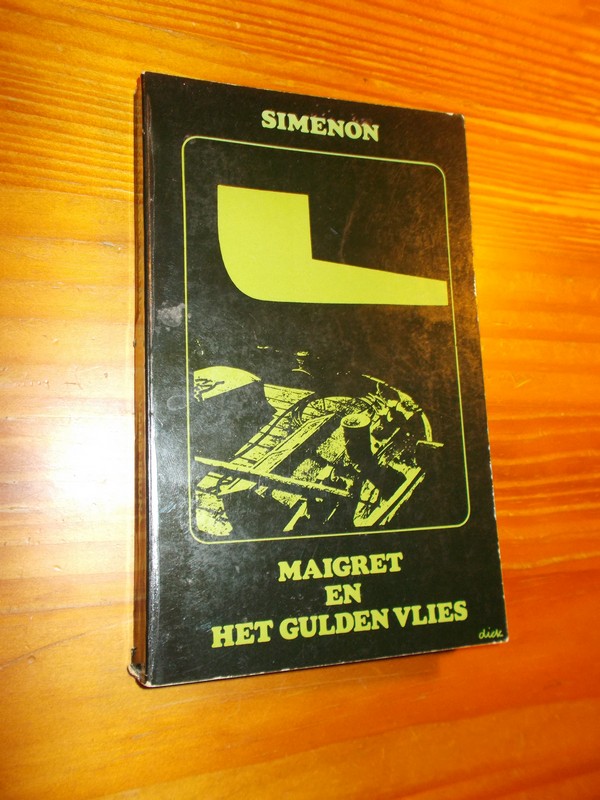 SIMENON
MAIGRET
EN
HET GULDEN VLIES
dick